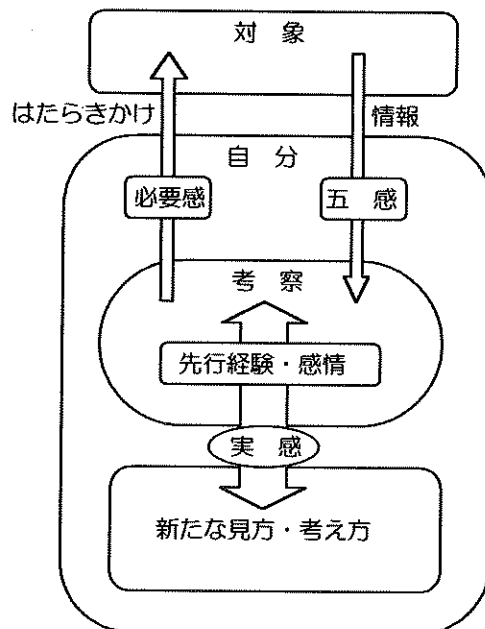 対 象
はたらきかけ
情報
自 分
必要感
五 感
考 察
先行経験・感情
実 感
新たな見方・考え方